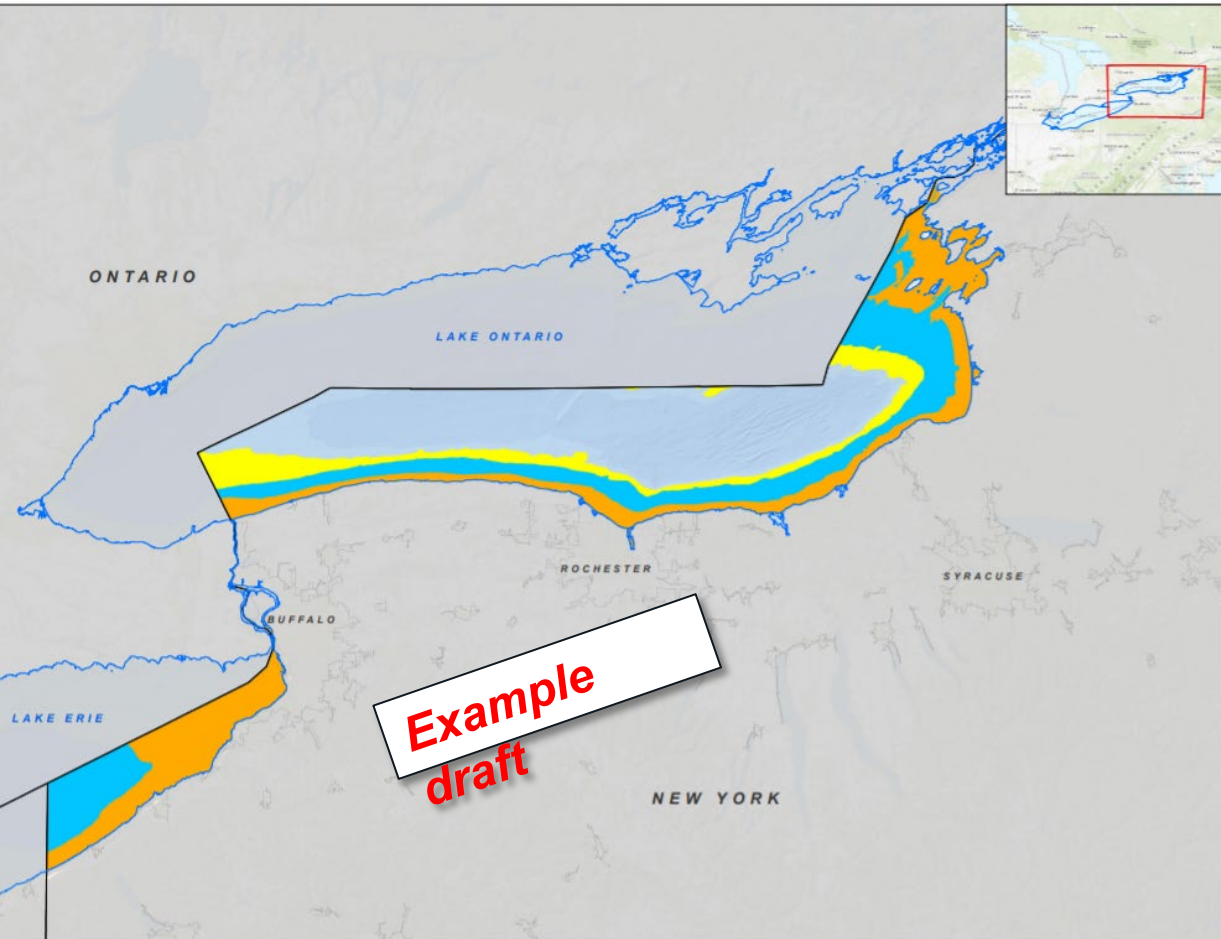 ONTARIO
LAKE ONTARIO
ROCHESTER
SYRACUSE
BUFFALO
LAKE ERIE
Example
draft
NEW YORK